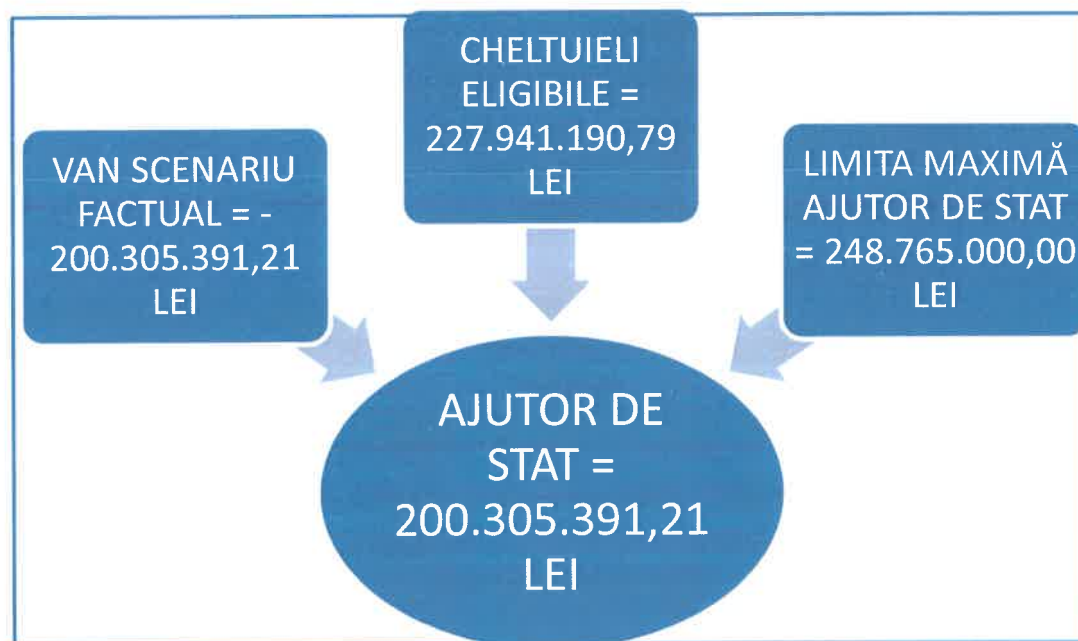 VAN SCENARIU
FACTUAL = -
200.305.391,21
LEI
CHELTUIELI
ELIGIBILE =
227.941.190,79
LEI
LIMITA MAXIMĂ
AJUTOR DE STAT
= 248.765.000,00
LEI
AJUTOR DE
STAT =
200.305.391,21
LEI